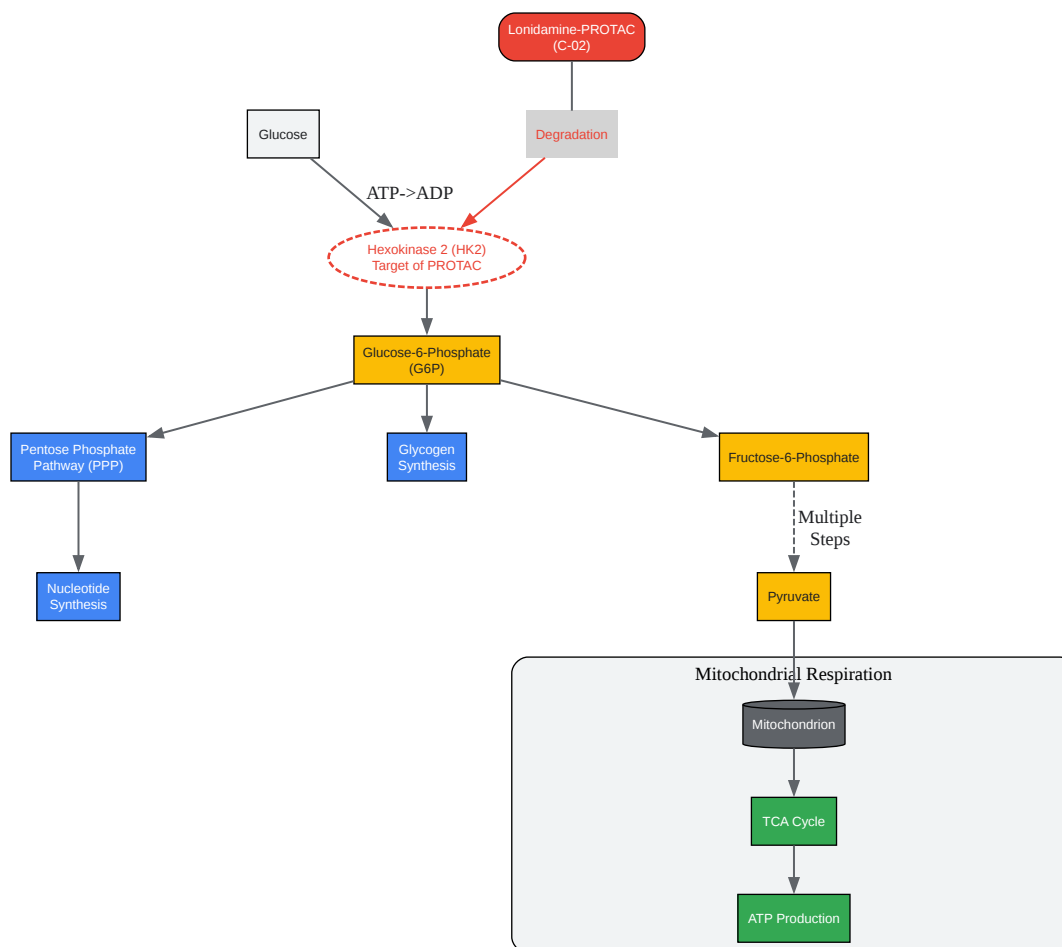 Lonidamine-PROTAC
(C-02)
Glucose
Degradation
ATP->ADP
Hexokinase 2 (HK2)
Target of PROTAC
Glucose-6-Phosphate
(G6P)
Pentose Phosphate
Pathway (PPP)
Glycogen
Synthesis
Fructose-6-Phosphate
Multiple
Steps
Nucleotide
Synthesis
Pyruvate
Mitochondrial Respiration
Mitochondrion
TCA Cycle
ATP Production